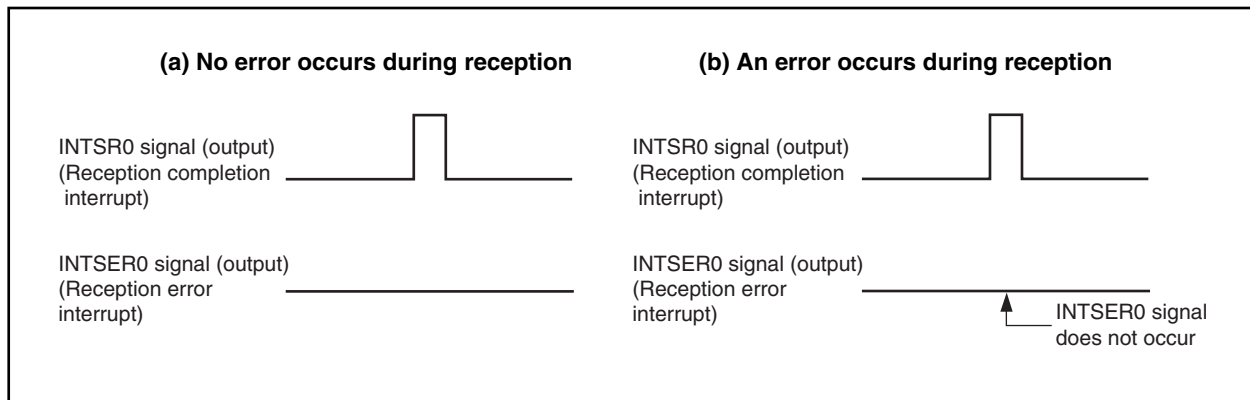 (a) No error occurs during reception
INTSR0 signal (output)
(Reception completion
interrupt)
INTSER0 signal (output)
(Reception error
interrupt)
(b) An error occurs during reception
INTSR0 signal (output)
(Reception completion
interrupt)
INTSER0 signal (output)
(Reception error
interrupt)
INTSER0 signal
does not occur